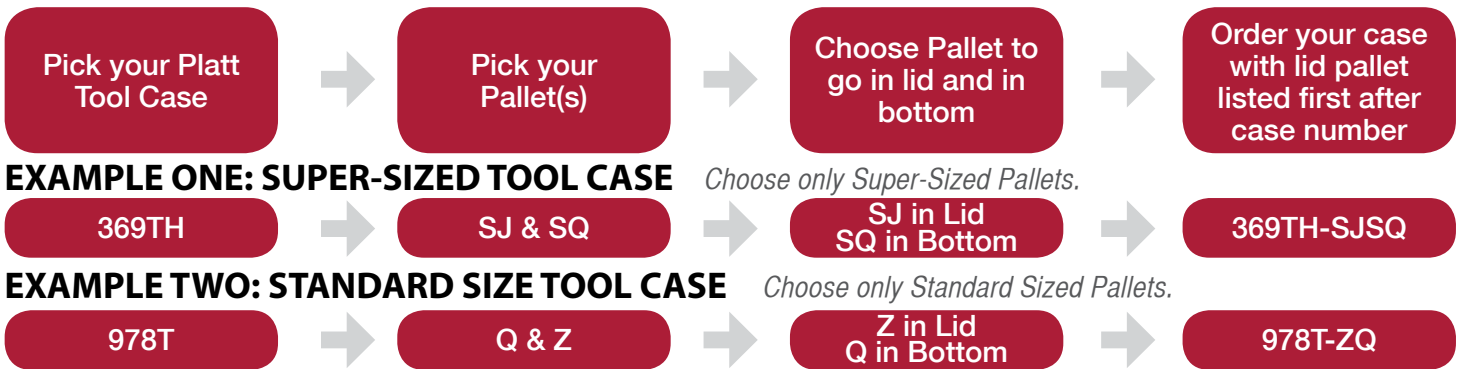 Pick your Platt
Tool Case
Pick your
Pallet(s)
Choose Pallet to
go in lid and in
bottom
Order your case
with lid pallet
listed first after
case number
EXAMPLE ONE: SUPER-SIZED TOOL CASE Choose only Super-Sized Pallets.
369TH
SJ & SQ
SJ in Lid
SQ in Bottom
369TH-SJSQ
EXAMPLE TWO: STANDARD SIZE TOOL CASE Choose only Standard Sized Pallets.
978T
Q & Z
Z in Lid
Q in Bottom
978T-ZQ